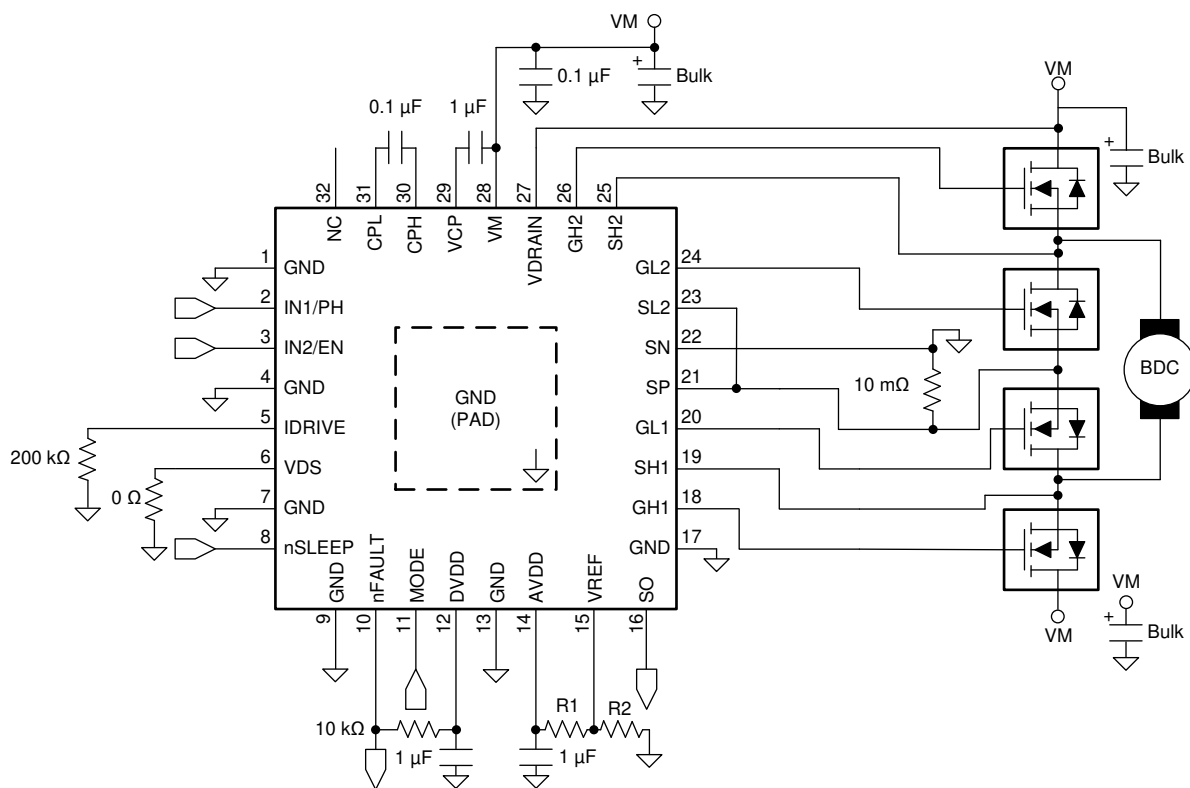 VM
0.1 µF
+
Bulk
VM
0.1 µF
1 µF
+
Bulk
32
31
30
29
28
27
26
25
NC
CPL
CPH
VCP
VM
VDRAIN
GH2
SH2
1
GND
2
IN1/PH
3
IN2/EN
4
GND
5
IDRIVE
200 kΩ
6
VDS
0 Ω
7
GND
8
nSLEEP
GND
(PAD)
GL2
24
SL2
23
SN
22
SP
21
10 mΩ
GL1
20
SH1
19
GH1
18
GND
17
BDC
GND
nFAULT
MODE
DVDD
GND
AVDD
VREF
SO
9
10
11
12
13
14
15
16
VM
VM
+
Bulk
10 kΩ
1 µF
R1
R2
1 µF